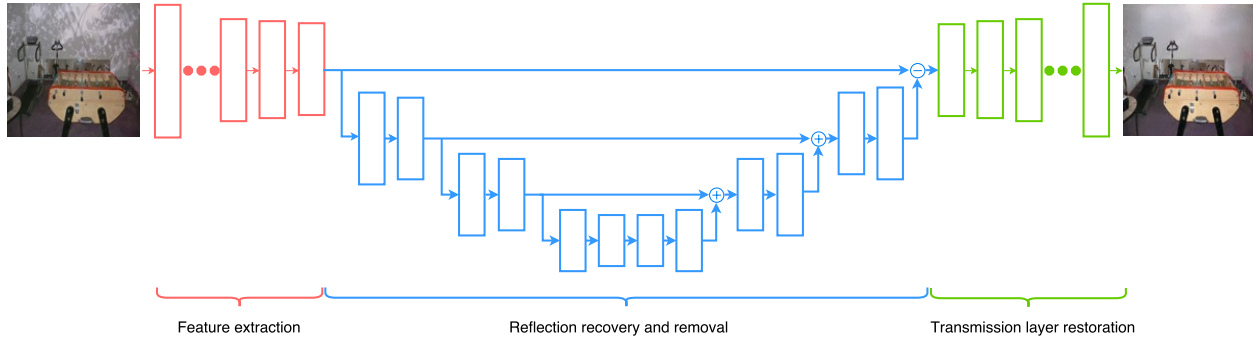 Feature extraction
Reflection recovery and removal
Transmission layer restoration